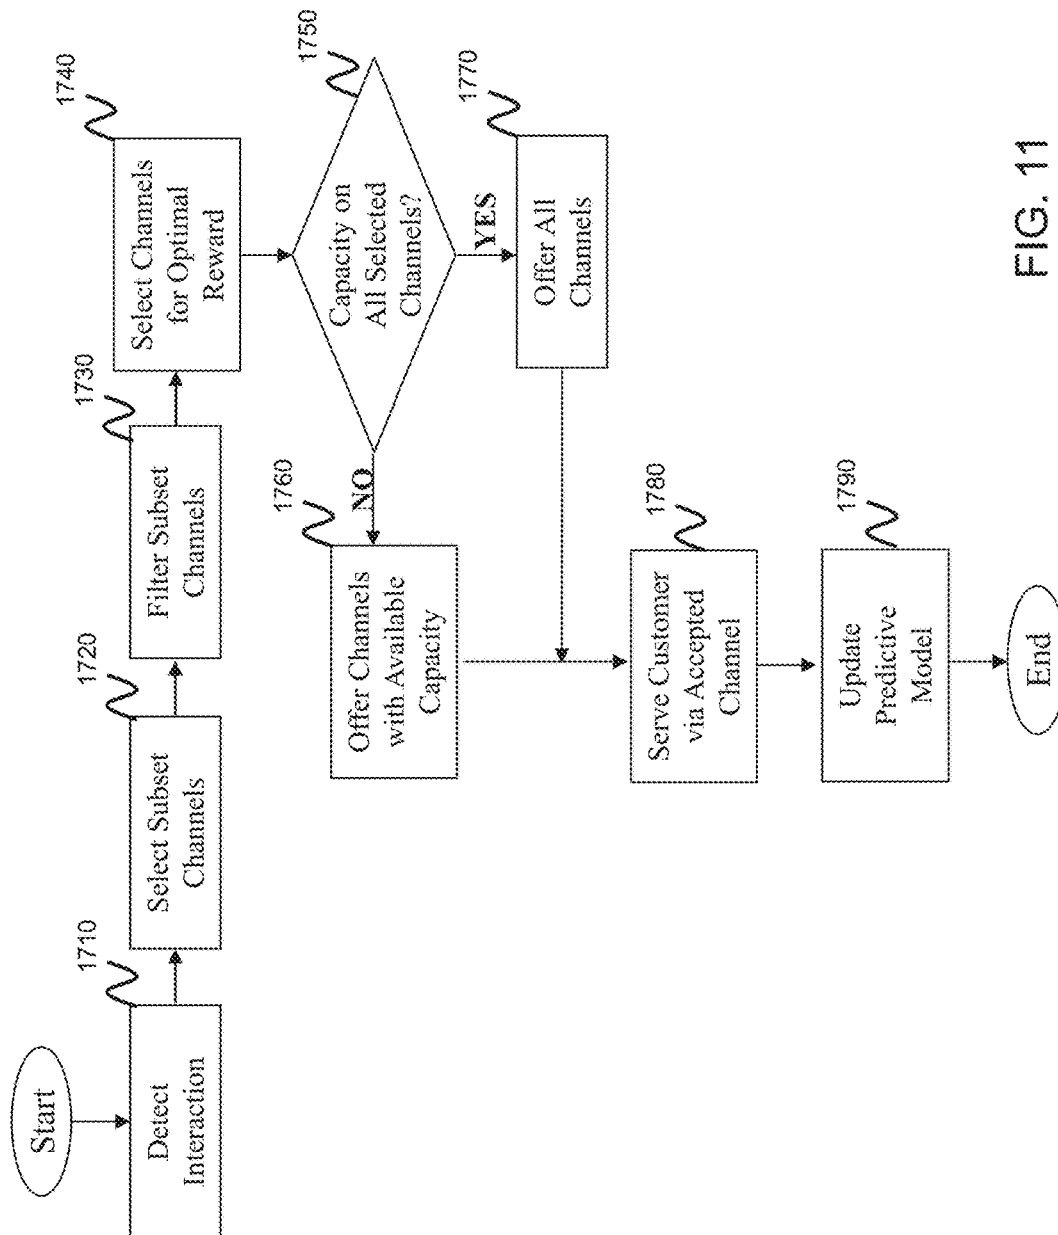 Start
1710
Detect
Interaction
1720
Select Subset
Channels
1730
Filter Subset
Channels
1740
Select Channels
for Optimal
Reward
1750
Capacity on
All Selected
Channels?
NO
YES
1760
Offer Channels
with Available
Capacity
1770
Offer All
Channels
1780
Serve Customer
via Accepted
Channel
1790
Update
Predictive
Model
End
FIG. 11